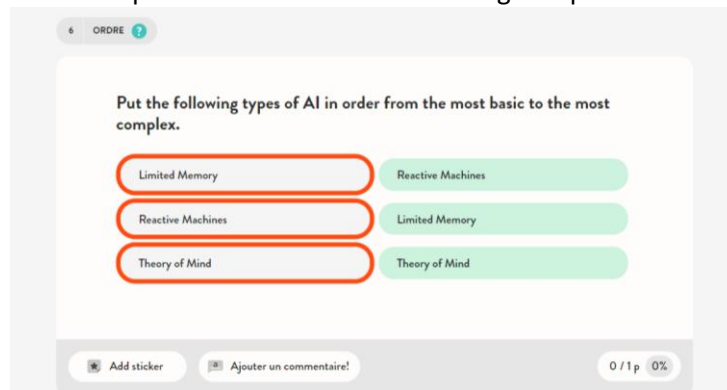 6 ORDRE ?
Put the following types of AI in order from the most basic to the most
complex.
Limited Memory Reactive Machines
Reactive Machines Limited Memory
Theory of Mind Theory of Mind
Add sticker Ajouter un commentaire! 0 / 1 p 0%